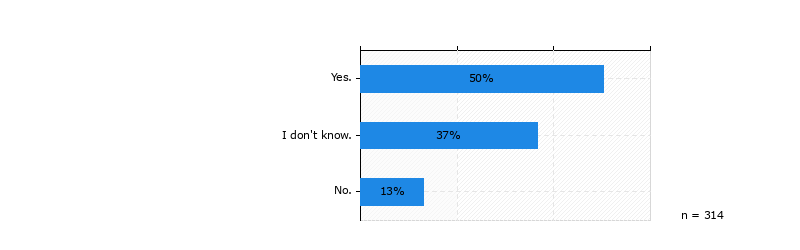 Yes. 50%
I don't know. 37%
No. 13%
n = 314